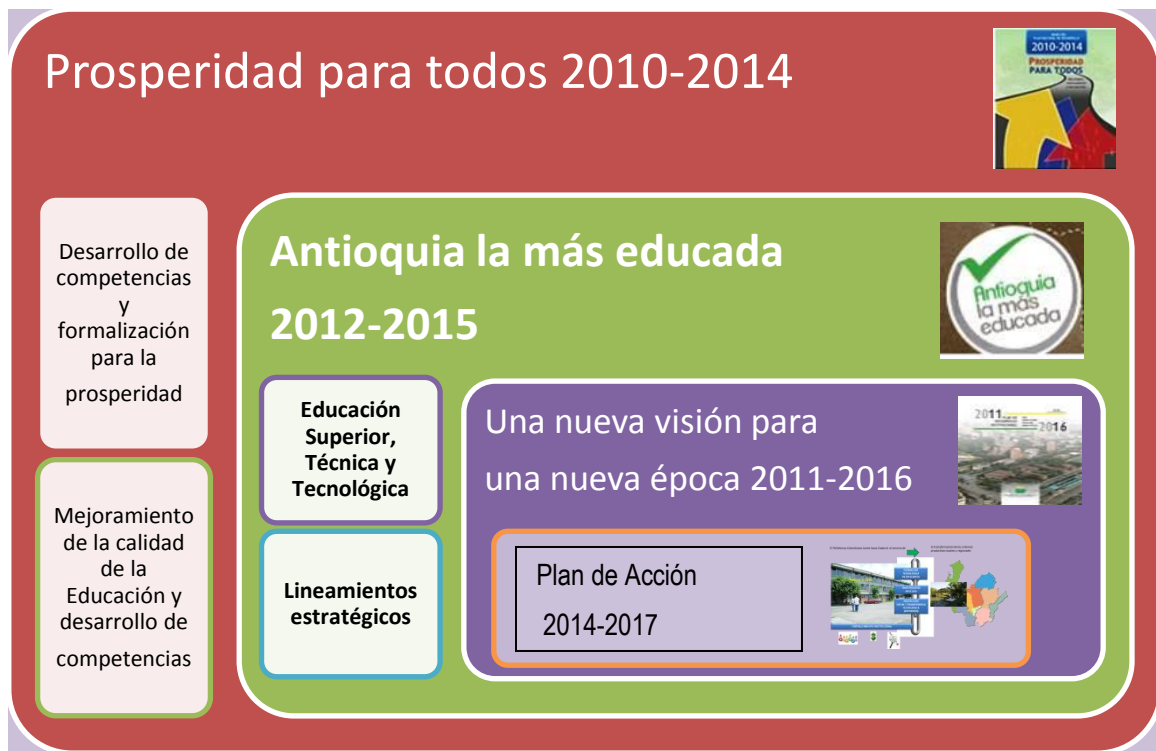 Prosperidad para todos 2010-2014
2010-2014
PROSPERIDAD
PARA TODOS
Desarrollo de
competencias
y
formalización
para la
prosperidad
Mejoramiento
de la calidad
de la
Educación y
desarrollo de
competencias
Antioquia la más educada
2012-2015
Antioquia
la más
educada
Educación
Superior,
Técnica y
Tecnológica
Lineamientos
estratégicos
Una nueva visión para
una nueva época 2011-2016
2011
2016
Plan de Acción
2014-2017